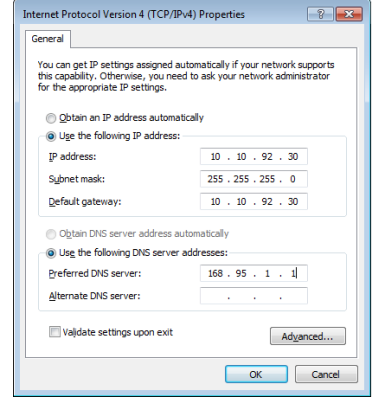 Internet Protocol Version 4 (TCP/IPv4) Properties
General
You can get IP settings assigned automatically if your network supports
this capability. Otherwise, you need to ask your network administrator
for the appropriate IP settings.
Obtain an IP address automatically
Use the following IP address:
IP address: 10 . 10 . 92 . 30
Subnet mask: 255 . 255 . 255 . 0
Default gateway: 10 . 10 . 92 . 30
Obtain DNS server address automatically
Use the following DNS server addresses:
Preferred DNS server: 168 . 95 . 1 . 1
Alternate DNS server: . . .
Validate settings upon exit
Advanced...
OK Cancel